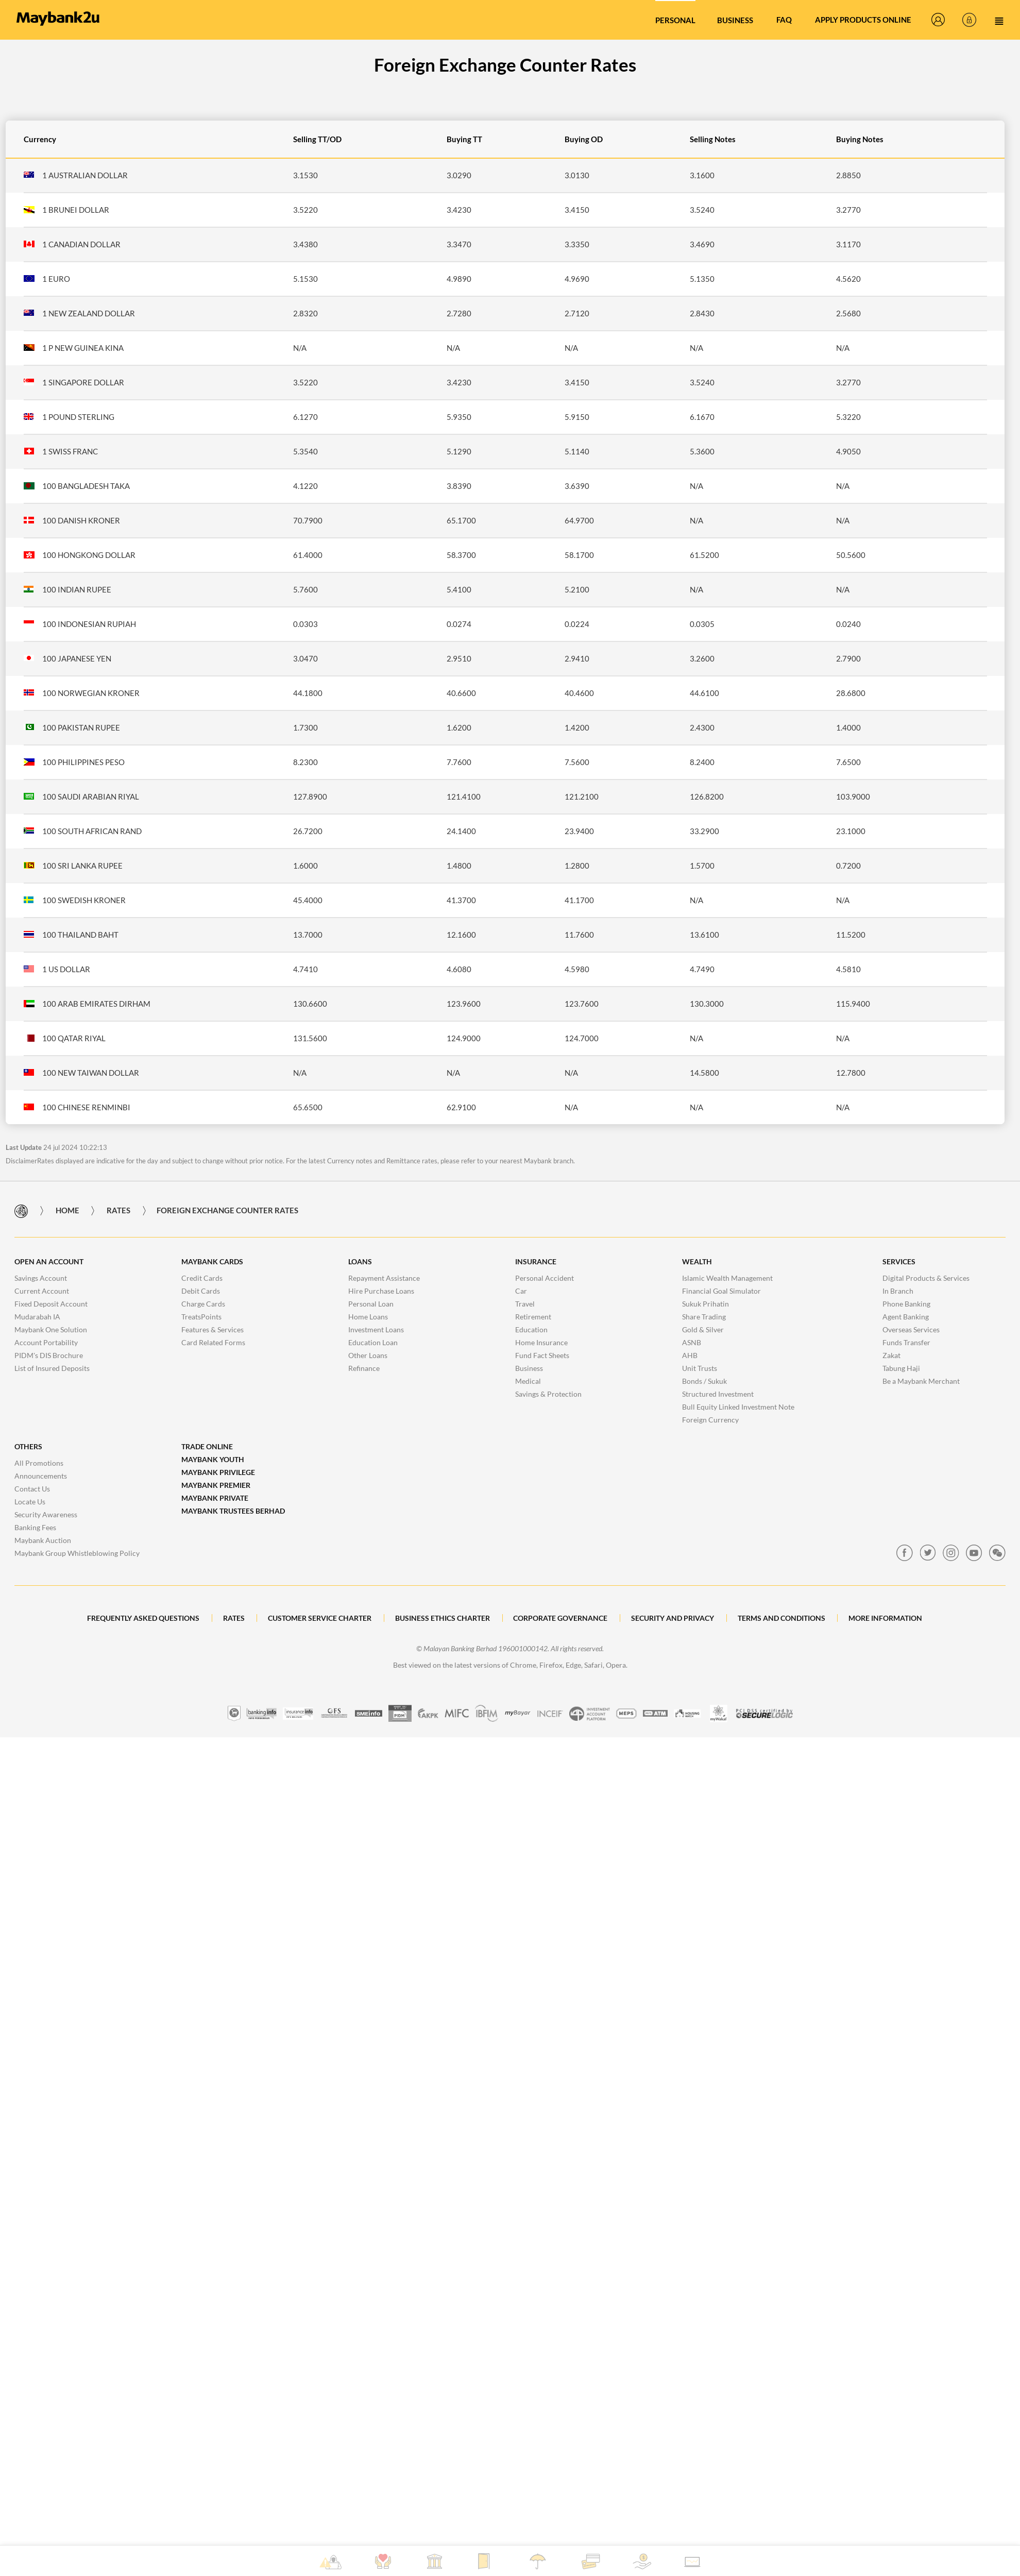 Maybank2u PERSONAL BUSINESS FAQ APPLY PRODUCTS ONLINE
Foreign Exchange Counter Rates
Currency Selling TT/OD Buying TT Buying OD Selling Notes Buying Notes
1 AUSTRALIAN DOLLAR 3.1530 3.0290 3.0130 3.1600 2.8850
1 BRUNEI DOLLAR 3.5220 3.4230 3.4150 3.5240 3.2770
1 CANADIAN DOLLAR 3.4380 3.3470 3.3350 3.4690 3.1170
1 EURO 5.1530 4.9890 4.9690 5.1350 4.5620
1 NEW ZEALAND DOLLAR 2.8320 2.7280 2.7120 2.8430 2.5680
1 P NEW GUINEA KINA N/A N/A N/A N/A N/A
1 SINGAPORE DOLLAR 3.5220 3.4230 3.4150 3.5240 3.2770
1 POUND STERLING 6.1270 5.9350 5.9150 6.1670 5.3220
1 SWISS FRANC 5.3540 5.1290 5.1140 5.3600 4.9050
100 BANGLADESH TAKA 4.1220 3.8390 3.6390 N/A N/A
100 DANISH KRONER 70.7900 65.1700 64.9700 N/A N/A
100 HONGKONG DOLLAR 61.4000 58.3700 58.1700 61.5200 50.5600
100 INDIAN RUPEE 5.7600 5.4100 5.2100 N/A N/A
100 INDONESIAN RUPIAH 0.0303 0.0274 0.0224 0.0305 0.0240
100 JAPANESE YEN 3.0470 2.9510 2.9410 3.2600 2.7900
100 NORWEGIAN KRONER 44.1800 40.6600 40.4600 44.6100 28.6800
100 PAKISTAN RUPEE 1.7300 1.6200 1.4200 2.4300 1.4000
100 PHILIPPINES PESO 8.2300 7.7600 7.5600 8.2400 7.6500
100 SAUDI ARABIAN RIYAL 127.8900 121.4100 121.2100 126.8200 103.9000
100 SOUTH AFRICAN RAND 26.7200 24.1400 23.9400 33.2900 23.1000
100 SRI LANKA RUPEE 1.6000 1.4800 1.2800 1.5700 0.7200
100 SWEDISH KRONER 45.4000 41.3700 41.1700 N/A N/A
100 THAILAND BAHT 13.7000 12.1600 11.7600 13.6100 11.5200
1 US DOLLAR 4.7410 4.6080 4.5980 4.7490 4.5810
100 ARAB EMIRATES DIRHAM 130.6600 123.9600 123.7600 130.3000 115.9400
100 QATAR RIYAL 131.5600 124.9000 124.7000 N/A N/A
100 NEW TAIWAN DOLLAR N/A N/A N/A 14.5800 12.7800
100 CHINESE RENMINBI 65.6500 62.9100 N/A N/A N/A
Last Update 24 jul 2024 10:22:13
DisclaimerRates displayed are indicative for the day and subject to change without prior notice. For the latest Currency notes and Remittance rates, please refer to your nearest Maybank branch.
HOME RATES FOREIGN EXCHANGE COUNTER RATES
OPEN AN ACCOUNT
Savings Account
Current Account
Fixed Deposit Account
Mudarabah IA
Maybank One Solution
Account Portability
PIDM's DIS Brochure
List of Insured Deposits
MAYBANK CARDS
Credit Cards
Debit Cards
Charge Cards
TreatsPoints
Features & Services
Card Related Forms
LOANS
Repayment Assistance
Hire Purchase Loans
Personal Loan
Home Loans
Investment Loans
Education Loan
Other Loans
Refinance
INSURANCE
Personal Accident
Car
Travel
Retirement
Education
Home Insurance
Fund Fact Sheets
Business
Medical
Savings & Protection
WEALTH
Islamic Wealth Management
Financial Goal Simulator
Sukuk Prihatin
Share Trading
Gold & Silver
ASNB
AHB
Unit Trusts
Bonds / Sukuk
Structured Investment
Bull Equity Linked Investment Note
Foreign Currency
SERVICES
Digital Products & Services
In Branch
Phone Banking
Agent Banking
Overseas Services
Funds Transfer
Zakat
Tabung Haji
Be a Maybank Merchant
OTHERS
All Promotions
Announcements
Contact Us
Locate Us
Security Awareness
Banking Fees
Maybank Auction
Maybank Group Whistleblowing Policy
TRADE ONLINE
MAYBANK YOUTH
MAYBANK PRIVILEGE
MAYBANK PREMIER
MAYBANK PRIVATE
MAYBANK TRUSTEES BERHAD
FREQUENTLY ASKED QUESTIONS RATES CUSTOMER SERVICE CHARTER BUSINESS ETHICS CHARTER CORPORATE GOVERNANCE SECURITY AND PRIVACY TERMS AND CONDITIONS MORE INFORMATION
© Malayan Banking Berhad 196001000142, All rights reserved.
Best viewed on the latest versions of Chrome, Firefox, Edge, Safari, Opera.
bankinginfo insuranceinfo OFS SMEinfo PDM AKPK MIFC IBFIM myBayar INCEIF INVESTMENT ACCOUNT PLATFORM MEPS ATM SECURELOGIC